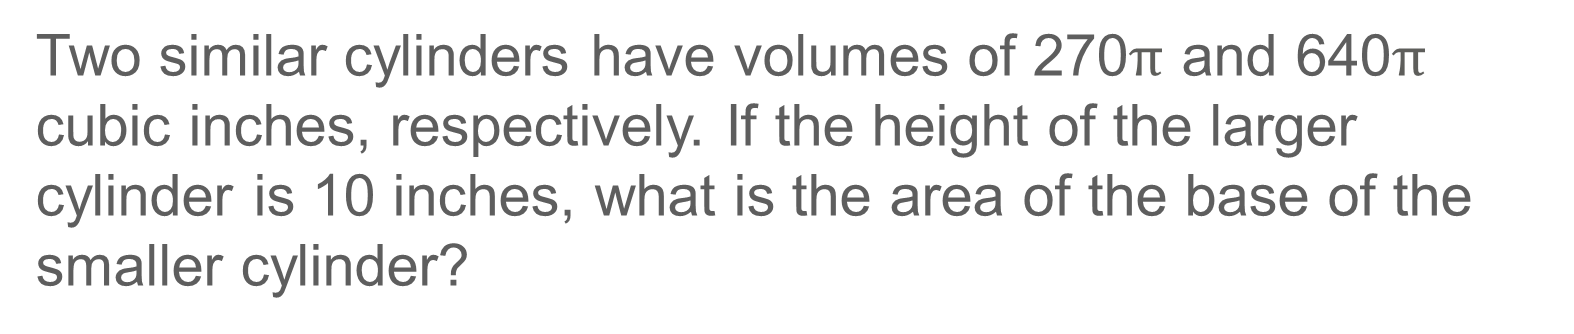 Two similar cylinders have volumes of 270π and 640π
cubic inches, respectively. If the height of the larger
cylinder is 10 inches, what is the area of the base of the
smaller cylinder?